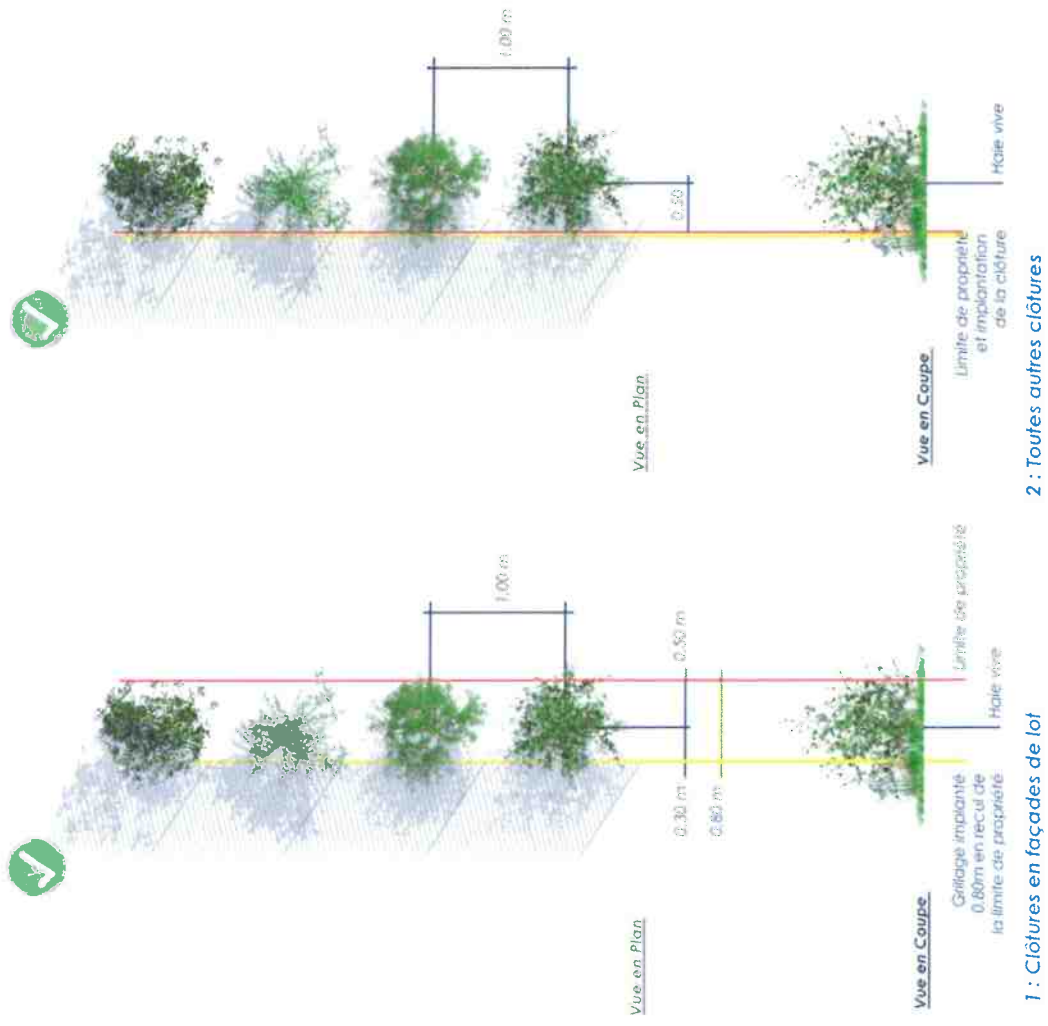 1.00 m
Vue en Plan
0.30 m
0.50 m
0.80 m
Vue en Coupe
Grillage implanté
0.80m en recul de
la limite de propriété
Haie vive
Limite de propriété
1 : Clôtures en façades de lot
1.00 m
0.50
Vue en Plan
Vue en Coupe
Limite de propriété
et implantation
de la clôture
Haie vive
2 : Toutes autres clôtures